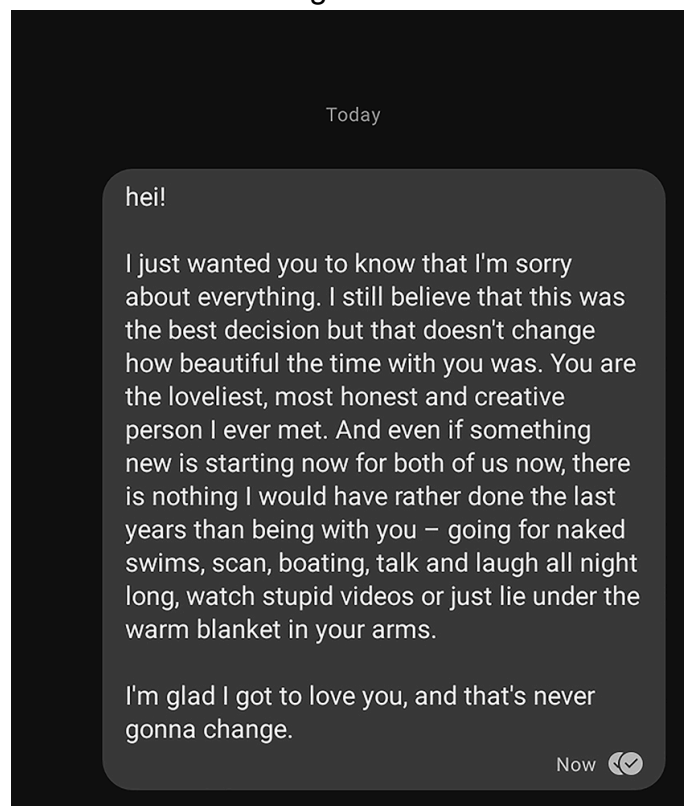 Today
hei!
I just wanted you to know that I'm sorry
about everything. I still believe that this was
the best decision but that doesn't change
how beautiful the time with you was. You are
the loveliest, most honest and creative
person I ever met. And even if something
new is starting now for both of us now, there
is nothing I would have rather done the last
years than being with you – going for naked
swims, scan, boating, talk and laugh all night
long, watch stupid videos or just lie under the
warm blanket in your arms.
I'm glad I got to love you, and that's never
gonna change.
Now